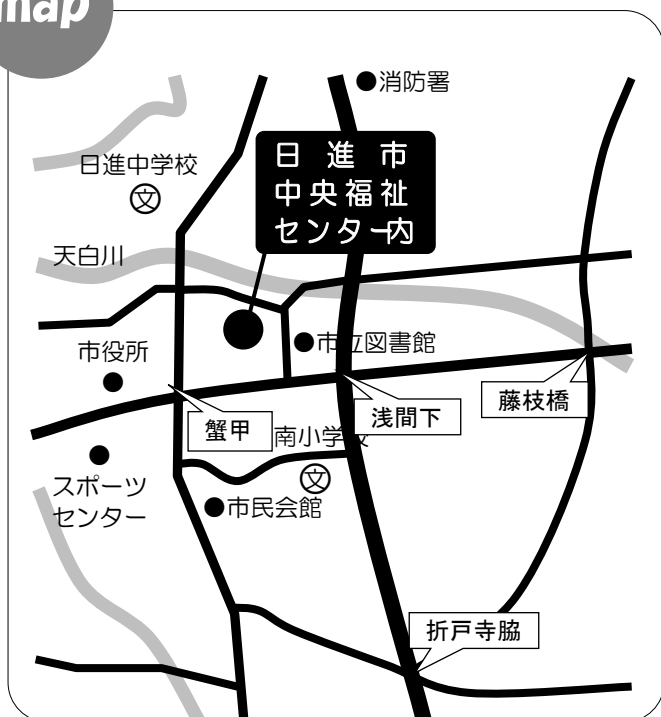 map
消防署
日進中学校
文
日進市
中央福祉
センター内
天白川
市役所
市立図書館
藤枝橋
浅間下
蟹甲
南小学校
文
スポーツ
センター
市民会館
折戸寺脇